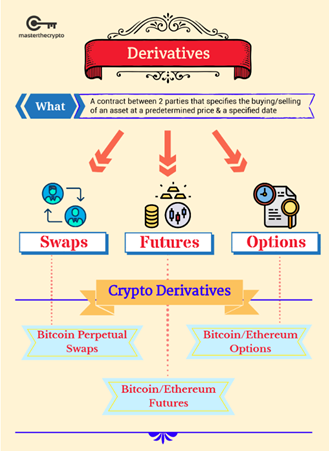 masterthecrypto
Derivatives
What
A contract between 2 parties that specifies the buying/selling
of an asset at a predetermined price & a specified date
Swaps
Futures
Options
Crypto Derivatives
Bitcoin Perpetual
Swaps
Bitcoin/Ethereum
Options
Bitcoin/Ethereum
Futures